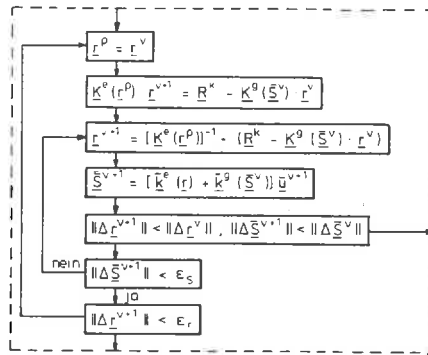 r^ρ = r^ν
K^e(r^ρ) r^ν+1 = R^k - K^g(S̄^ν) · r^ν
r^ν+1 = [K^e(r^ρ)]^-1 · (R^k - K^g(S̄^ν) · r^ν)
S̄^ν+1 = [k̄^e(r) + k̄^g(S̄^ν)] ū^ν+1
‖Δr^ν+1‖ < ‖Δr^ν‖ , ‖ΔS̄^ν+1‖ < ‖ΔS̄^ν‖
nein
‖ΔS̄^ν+1‖ < ε_S
ja
‖Δr^ν+1‖ < ε_r